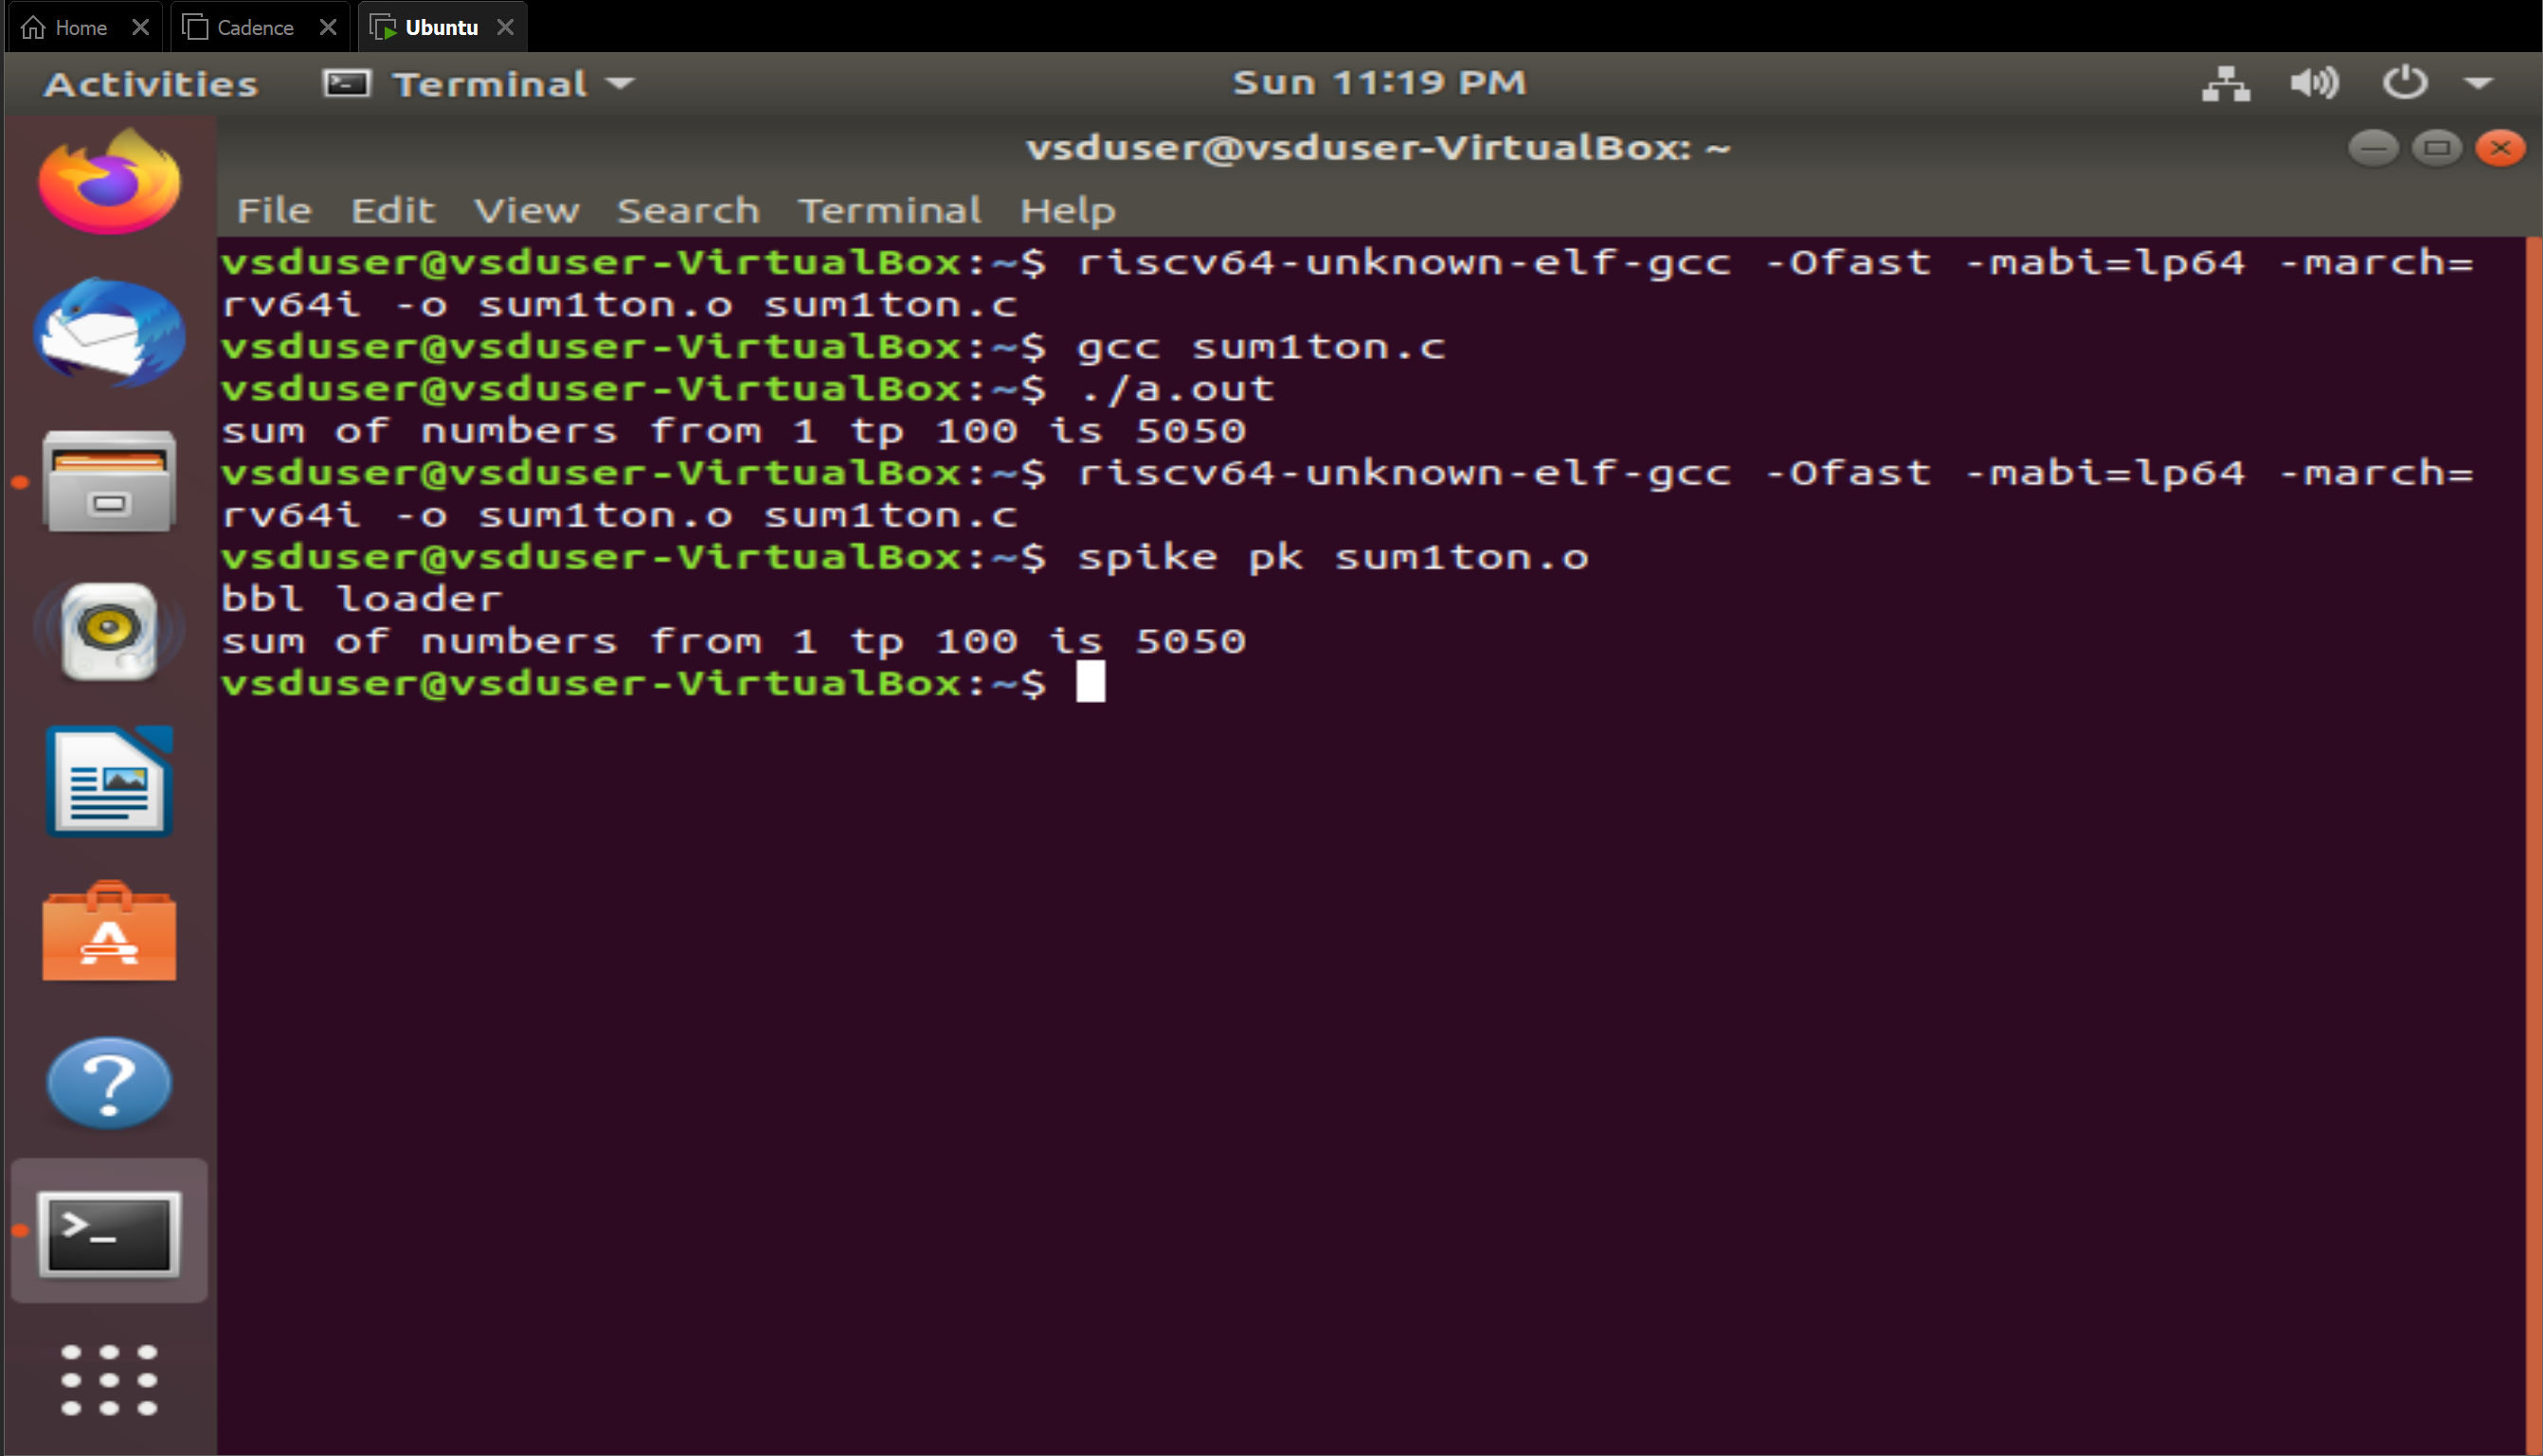 Home Cadence Ubuntu
Activities Terminal Sun 11:19 PM
vsduser@vsduser-VirtualBox: ~
File Edit View Search Terminal Help
vsduser@vsduser-VirtualBox:~$ riscv64-unknown-elf-gcc -Ofast -mabi=lp64 -march=
rv64i -o sum1ton.o sum1ton.c
vsduser@vsduser-VirtualBox:~$ gcc sum1ton.c
vsduser@vsduser-VirtualBox:~$ ./a.out
sum of numbers from 1 tp 100 is 5050
vsduser@vsduser-VirtualBox:~$ riscv64-unknown-elf-gcc -Ofast -mabi=lp64 -march=
rv64i -o sum1ton.o sum1ton.c
vsduser@vsduser-VirtualBox:~$ spike pk sum1ton.o
bbl loader
sum of numbers from 1 tp 100 is 5050
vsduser@vsduser-VirtualBox:~$